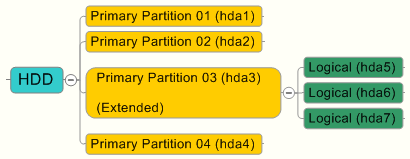 HDD
Primary Partition 01 (hda1)
Primary Partition 02 (hda2)
Primary Partition 03 (hda3)
(Extended)
Primary Partition 04 (hda4)
Logical (hda5)
Logical (hda6)
Logical (hda7)